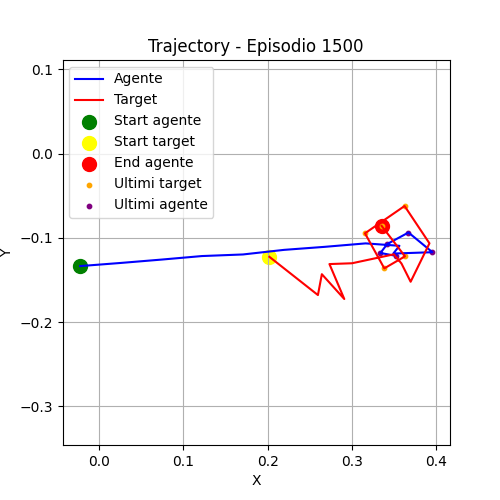 Trajectory - Episodio 1500
Agente
Target
Start agente
Start target
End agente
Ultimi target
Ultimi agente
0.1
0.0
−0.1
−0.2
−0.3
Y
0.0
0.1
0.2
0.3
0.4
X